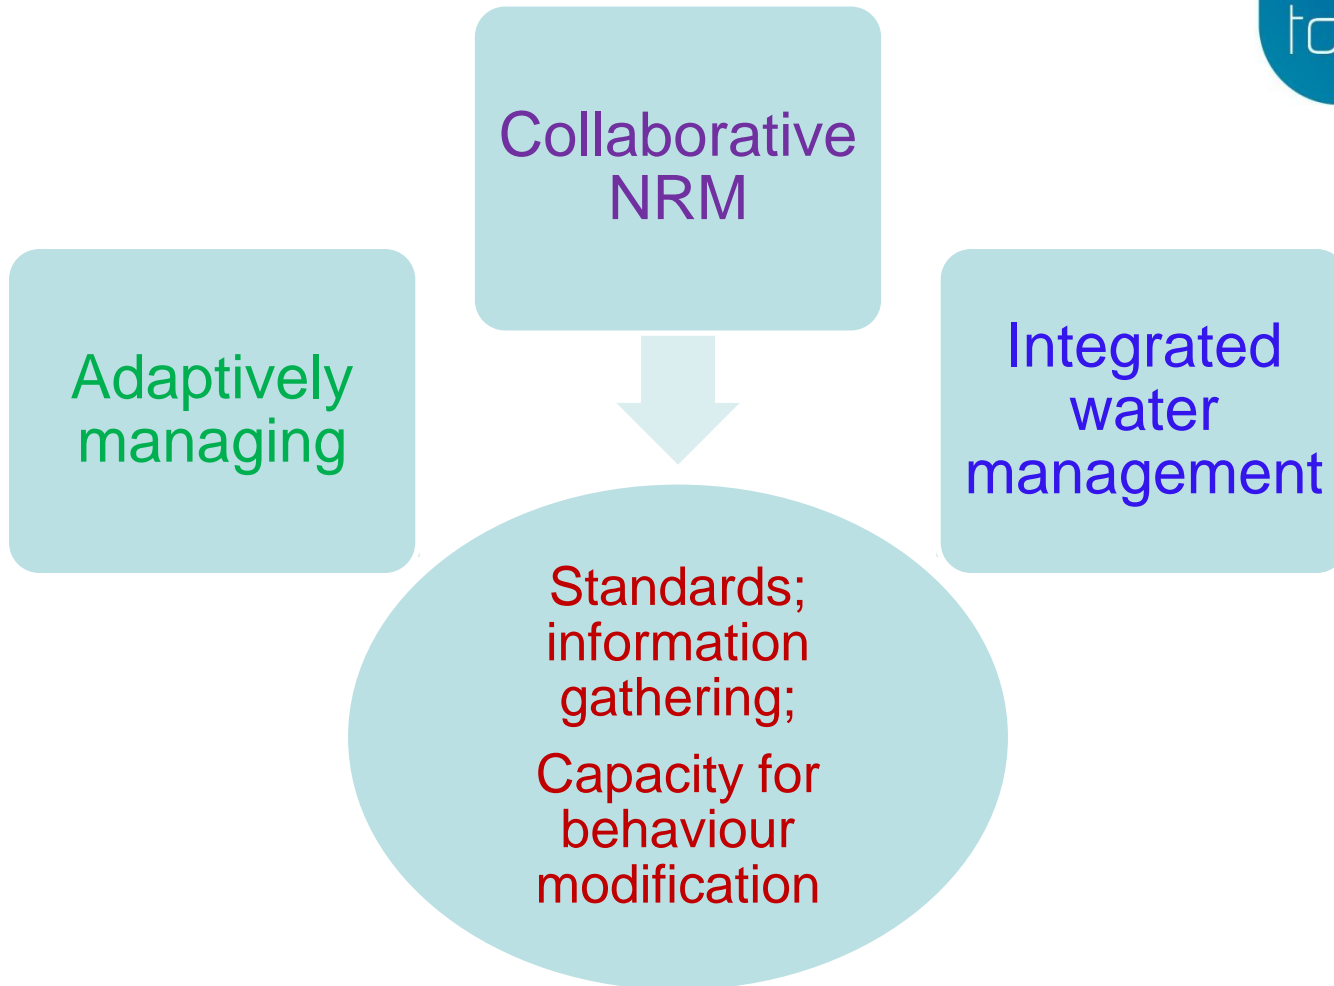 Collaborative
NRM
Adaptively
managing
Integrated
water
management
Standards;
information
gathering;
Capacity for
behaviour
modification